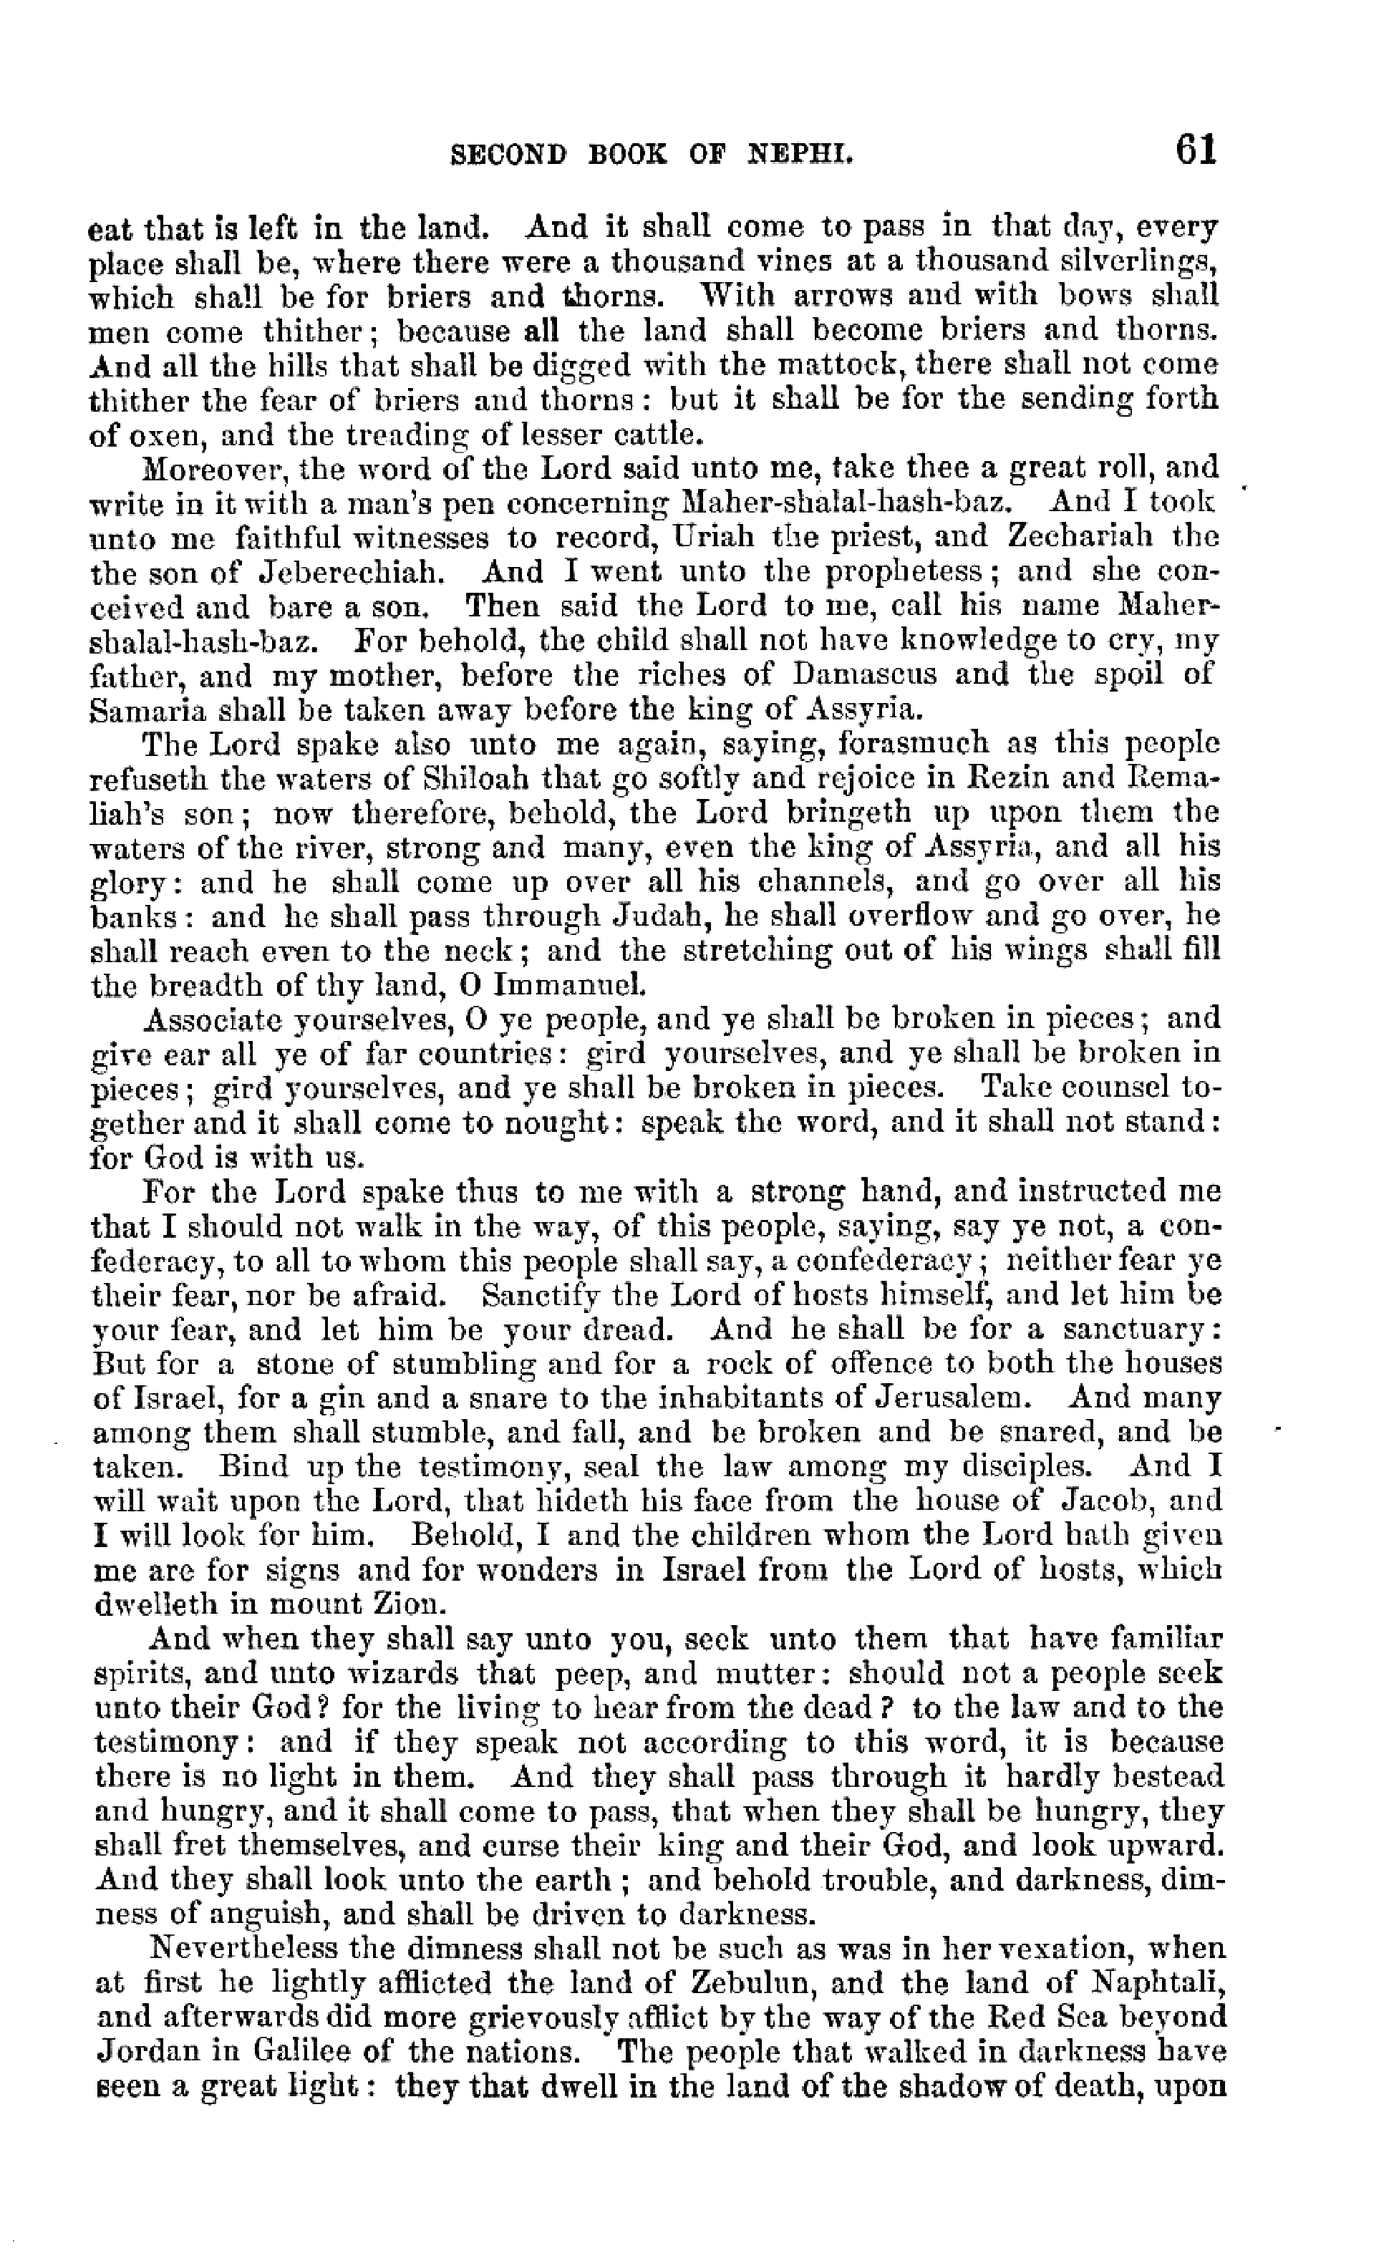 SECOND BOOK OF NEPHI. 61
eat that is left in the land. And it shall come to pass in that day, every
place shall be, where there were a thousand vines at a thousand silverlings,
which shall be for briers and thorns. With arrows and with bows shall
men come thither; because all the land shall become briers and thorns.
And all the hills that shall be digged with the mattock, there shall not come
thither the fear of briers and thorns: but it shall be for the sending forth
of oxen, and the treading of lesser cattle.
Moreover, the word of the Lord said unto me, take thee a great roll, and
write in it with a man's pen concerning Maher-shalal-hash-baz. And I took
unto me faithful witnesses to record, Uriah the priest, and Zechariah the
the son of Jeberechiah. And I went unto the prophetess; and she con-
ceived and bare a son. Then said the Lord to me, call his name Maher-
shalal-hash-baz. For behold, the child shall not have knowledge to cry, my
father, and my mother, before the riches of Damascus and the spoil of
Samaria shall be taken away before the king of Assyria.
The Lord spake also unto me again, saying, forasmuch as this people
refuseth the waters of Shiloah that go softly and rejoice in Rezin and Rema-
liah's son; now therefore, behold, the Lord bringeth up upon them the
waters of the river, strong and many, even the king of Assyria, and all his
glory: and he shall come up over all his channels, and go over all his
banks: and he shall pass through Judah, he shall overflow and go over, he
shall reach even to the neck; and the stretching out of his wings shall fill
the breadth of thy land, O Immanuel.
Associate yourselves, O ye people, and ye shall be broken in pieces; and
give ear all ye of far countries: gird yourselves, and ye shall be broken in
pieces; gird yourselves, and ye shall be broken in pieces. Take counsel to-
gether and it shall come to nought: speak the word, and it shall not stand:
for God is with us.
For the Lord spake thus to me with a strong hand, and instructed me
that I should not walk in the way, of this people, saying, say ye not, a con-
federacy, to all to whom this people shall say, a confederacy; neither fear ye
their fear, nor be afraid. Sanctify the Lord of hosts himself, and let him be
your fear, and let him be your dread. And he shall be for a sanctuary:
But for a stone of stumbling and for a rock of offence to both the houses
of Israel, for a gin and a snare to the inhabitants of Jerusalem. And many
among them shall stumble, and fall, and be broken and be snared, and be
taken. Bind up the testimony, seal the law among my disciples. And I
will wait upon the Lord, that hideth his face from the house of Jacob, and
I will look for him. Behold, I and the children whom the Lord hath given
me are for signs and for wonders in Israel from the Lord of hosts, which
dwelleth in mount Zion.
And when they shall say unto you, seek unto them that have familiar
spirits, and unto wizards that peep, and mutter: should not a people seek
unto their God? for the living to hear from the dead? to the law and to the
testimony: and if they speak not according to this word, it is because
there is no light in them. And they shall pass through it hardly bestead
and hungry, and it shall come to pass, that when they shall be hungry, they
shall fret themselves, and curse their king and their God, and look upward.
And they shall look unto the earth; and behold trouble, and darkness, dim-
ness of anguish, and shall be driven to darkness.
Nevertheless the dimness shall not be such as was in her vexation, when
at first he lightly afflicted the land of Zebulun, and the land of Naphtali,
and afterwards did more grievously afflict by the way of the Red Sea beyond
Jordan in Galilee of the nations. The people that walked in darkness have
seen a great light: they that dwell in the land of the shadow of death, upon